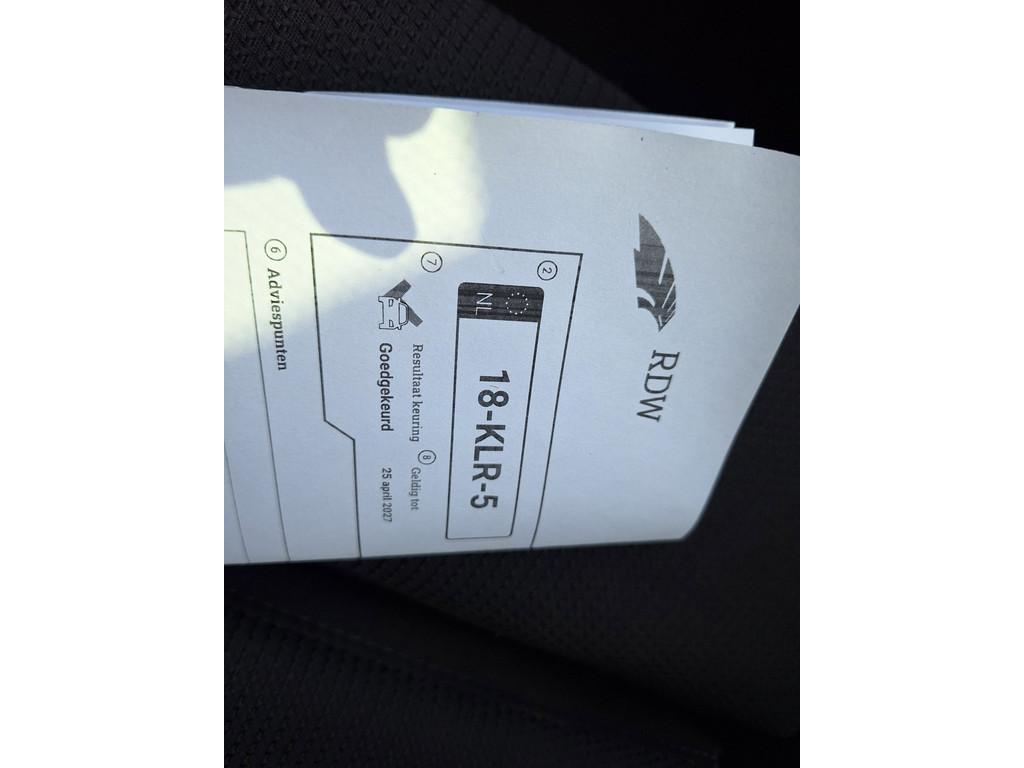 RDW
②
NL 18-KLR-5
⑦ Resultaat keuring ⑧ Geldig tot
Goedgekeurd 25 april 2027
⑥ Adviespunten